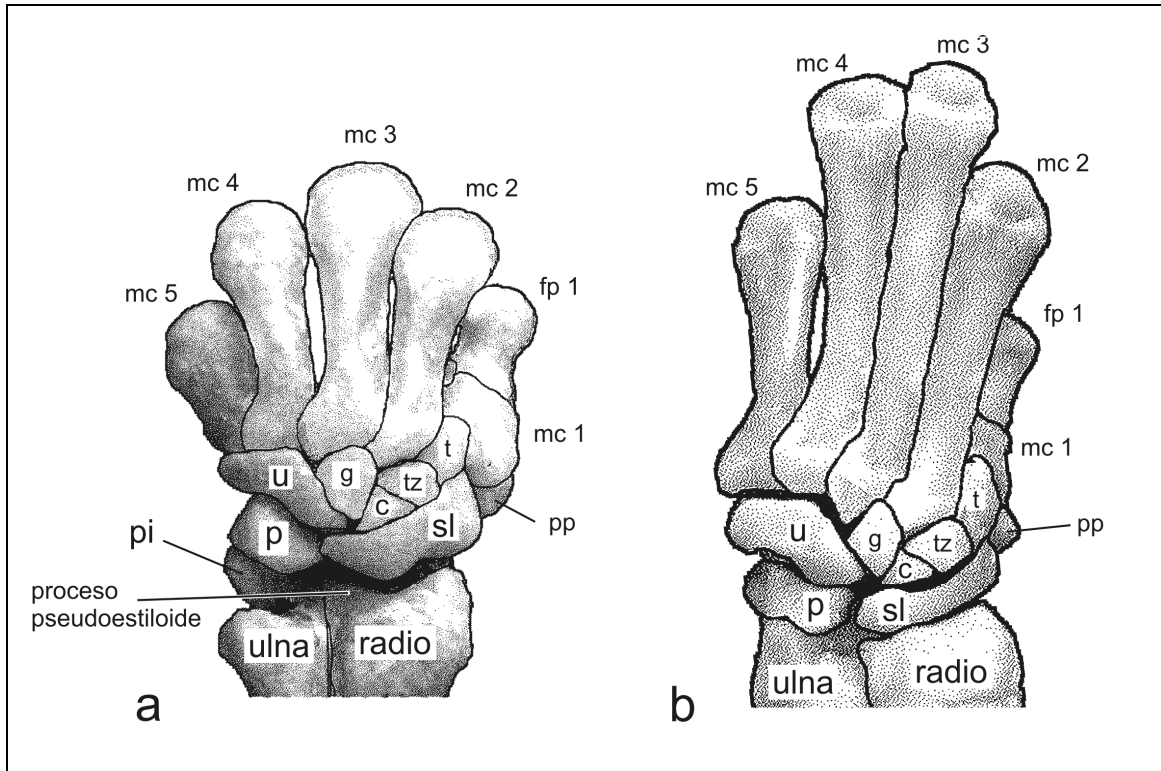 mc 3
mc 4
mc 2
mc 5
fp 1
mc 1
t
g
u
tz
c
sl
p
pp
pi
proceso
pseudoestiloide
ulna
radio
a
mc 3
mc 4
mc 2
mc 5
fp 1
mc 1
t
u
g
tz
pp
c
p
sl
ulna
radio
b